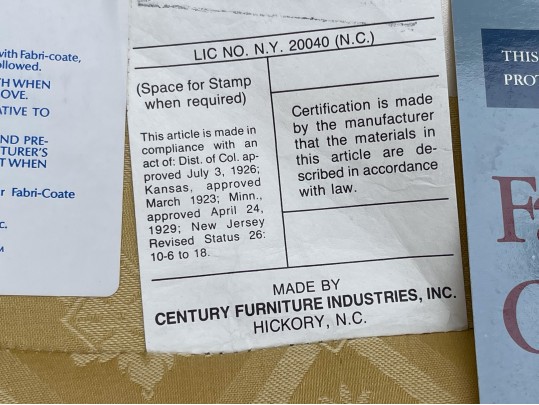 with Fabri-coate,
ollowed.
TH WHEN
OVE.
ATIVE TO
ND PRE-
TURER'S
T WHEN
r Fabri-Coate
c.
LIC NO. N.Y. 20040 (N.C.)
(Space for Stamp
when required)
This article is made in
compliance with an
act of: Dist. of Col. ap-
proved July 3, 1926;
Kansas, approved
March 1923; Minn.,
approved April 24,
1929; New Jersey
Revised Status 26:
10-6 to 18.
Certification is made
by the manufacturer
that the materials in
this article are de-
scribed in accordance
with law.
MADE BY
CENTURY FURNITURE INDUSTRIES, INC.
HICKORY, N.C.
THIS
PRO
F